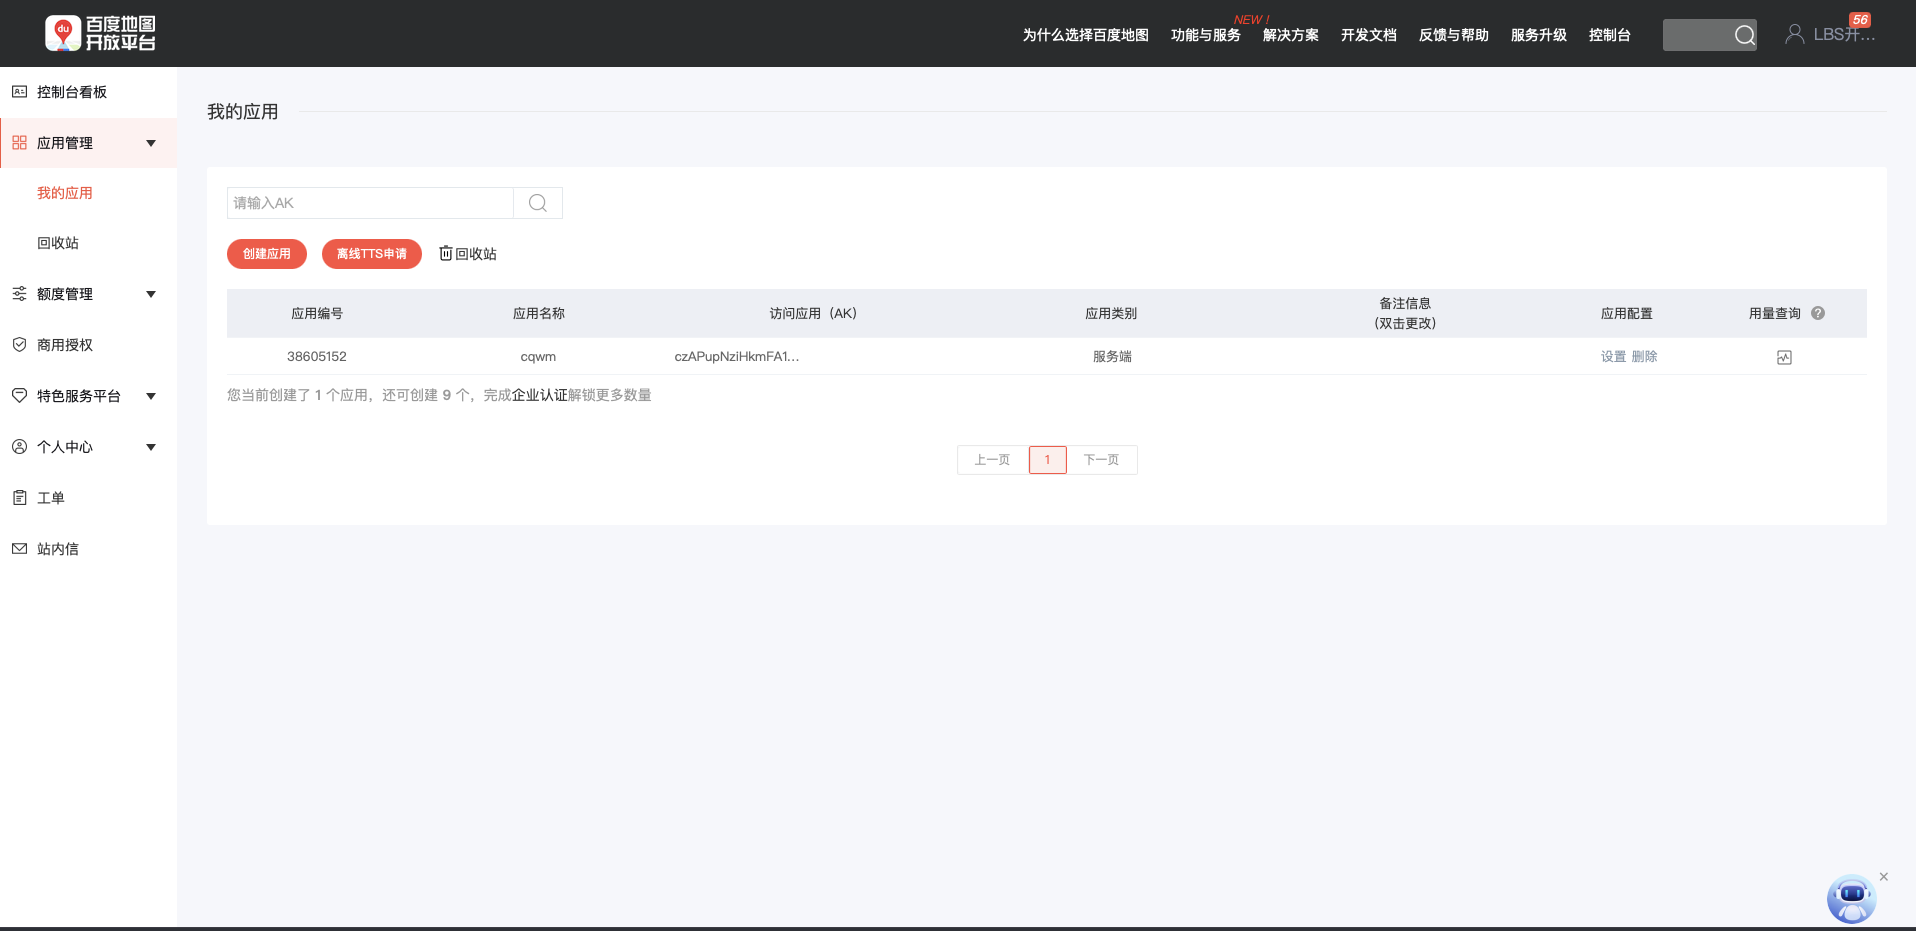 du
百度地图
开放平台
为什么选择百度地图
功能与服务
NEW !
解决方案
开发文档
反馈与帮助
服务升级
控制台
56
LBS开...
控制台看板
应用管理
我的应用
回收站
额度管理
商用授权
特色服务平台
个人中心
工单
站内信
我的应用
请输入AK
创建应用
离线TTS申请
回收站
应用编号
应用名称
访问应用（AK）
应用类别
备注信息
（双击更改）
应用配置
用量查询
?
38605152
cqwm
czAPupNziHkmFA1...
服务端
设置 删除
您当前创建了 1 个应用，还可创建 9 个，完成企业认证解锁更多数量
上一页
1
下一页